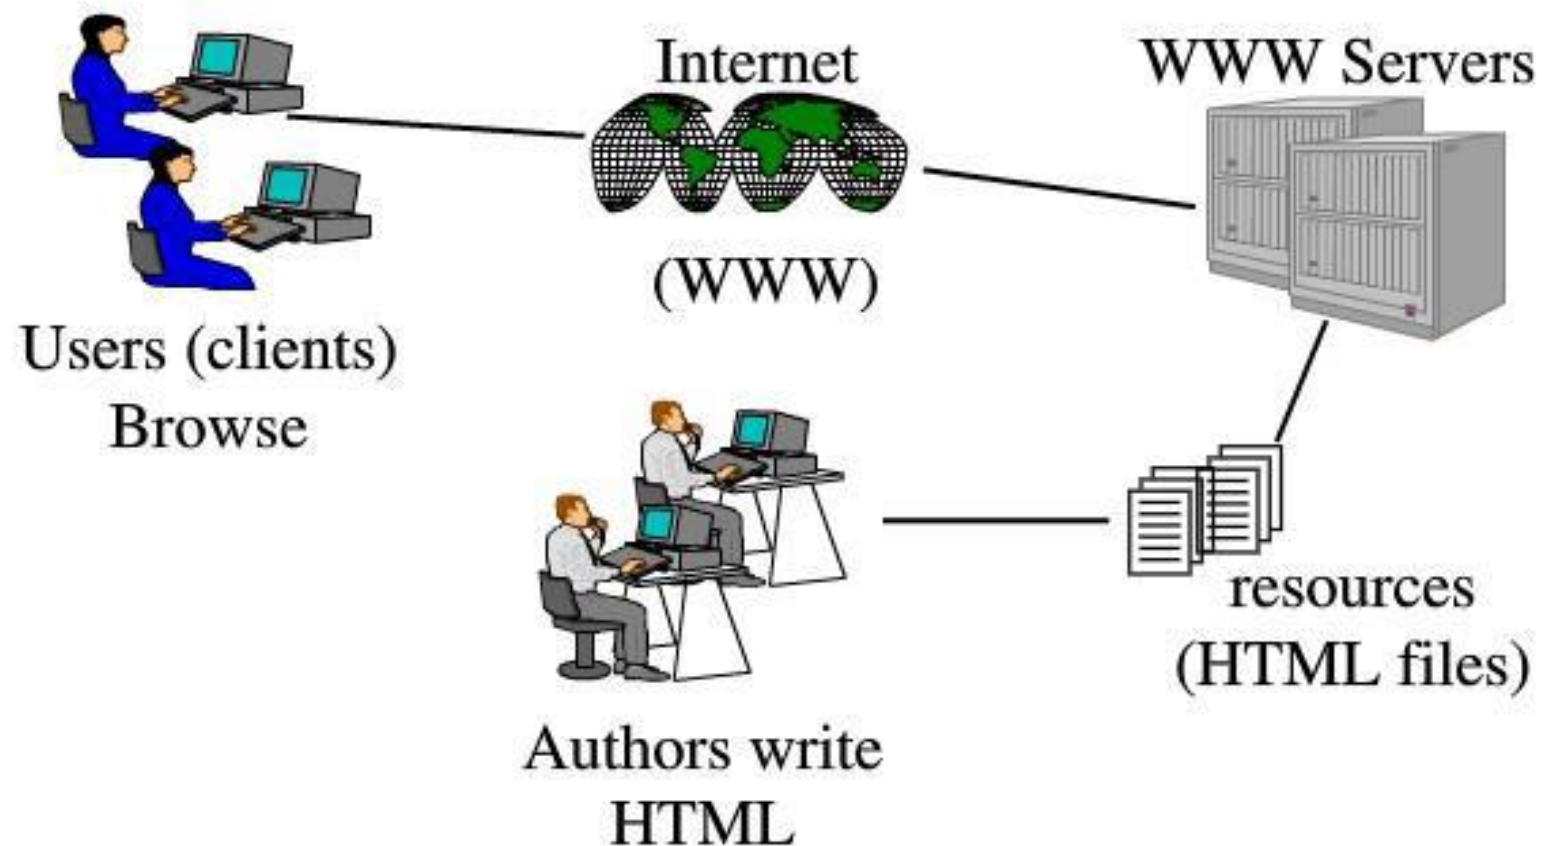 Internet
WWW Servers
(WWW)
Users (clients)
Browse
resources
(HTML files)
Authors write
HTML